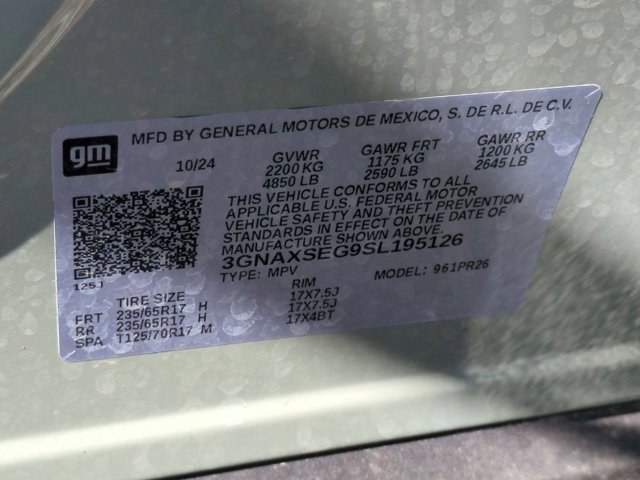 gm
MFD BY GENERAL MOTORS DE MEXICO, S. DE R.L. DE C.V.
10/24 GVWR GAWR FRT GAWR RR
2200 KG 1175 KG 1200 KG
4850 LB 2590 LB 2645 LB
THIS VEHICLE CONFORMS TO ALL
APPLICABLE U.S. FEDERAL MOTOR
VEHICLE SAFETY AND THEFT PREVENTION
STANDARDS IN EFFECT ON THE DATE OF
MANUFACTURE SHOWN ABOVE.
3GNAXSEG9SL195126
TYPE: MPV MODEL: 961PR26
125J
TIRE SIZE RIM
FRT 235/65R17 H 17X7.5J
RR 235/65R17 H 17X7.5J
SPA T125/70R17 M 17X4BT